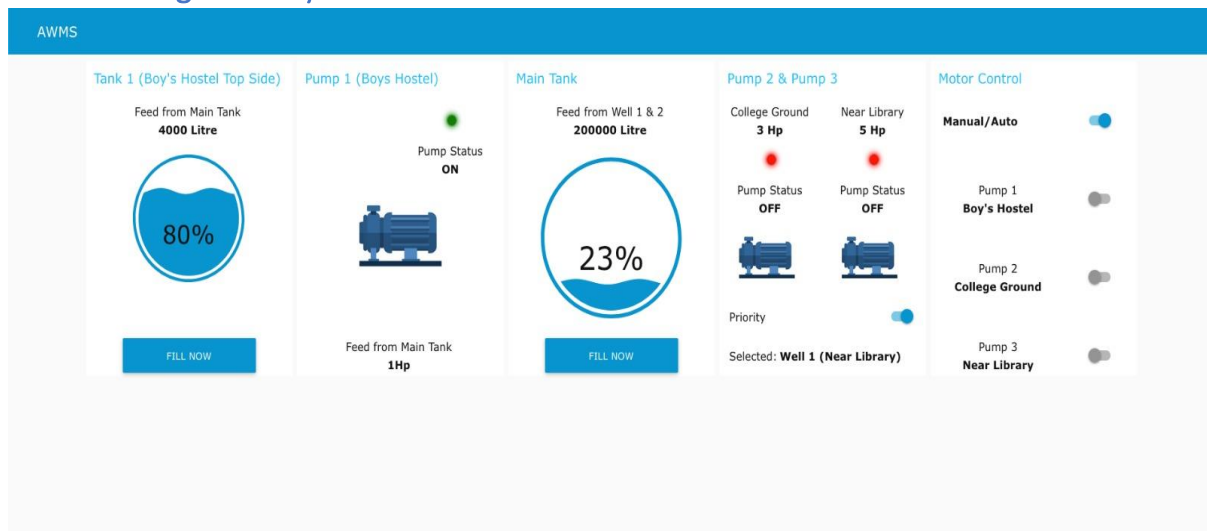 AWMS
Tank 1 (Boy's Hostel Top Side)
Feed from Main Tank
4000 Litre
80%
FILL NOW
Pump 1 (Boys Hostel)
Pump Status
ON
Feed from Main Tank
1Hp
Main Tank
Feed from Well 1 & 2
200000 Litre
23%
FILL NOW
Pump 2 & Pump 3
College Ground
3 Hp
Pump Status
OFF
Near Library
5 Hp
Pump Status
OFF
Priority
Selected: Well 1 (Near Library)
Motor Control
Manual/Auto
Pump 1
Boy's Hostel
Pump 2
College Ground
Pump 3
Near Library